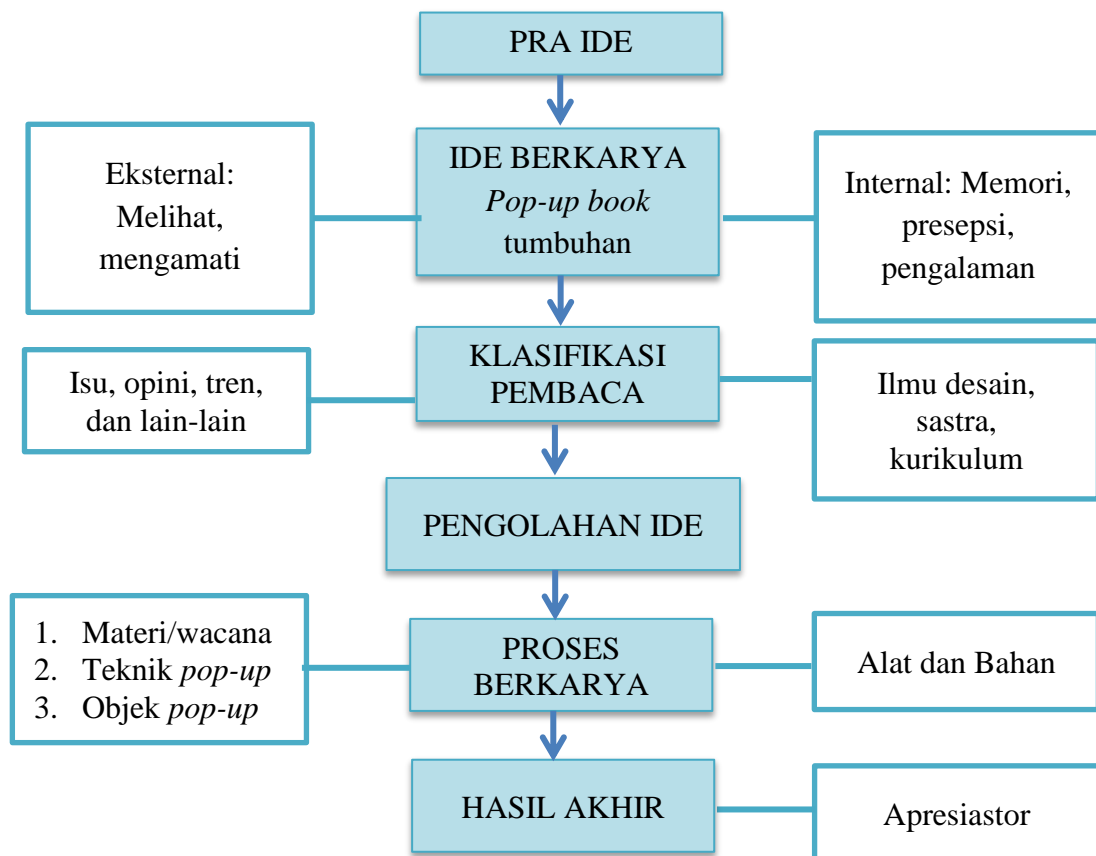 PRA IDE
Eksternal:
Melihat,
mengamati
IDE BERKARYA
Pop-up book
tumbuhan
Internal: Memori,
presepsi,
pengalaman
Isu, opini, tren,
dan lain-lain
KLASIFIKASI
PEMBACA
Ilmu desain,
sastra,
kurikulum
PENGOLAHAN IDE
1. Materi/wacana
2. Teknik pop-up
3. Objek pop-up
PROSES
BERKARYA
Alat dan Bahan
HASIL AKHIR
Apresiastor